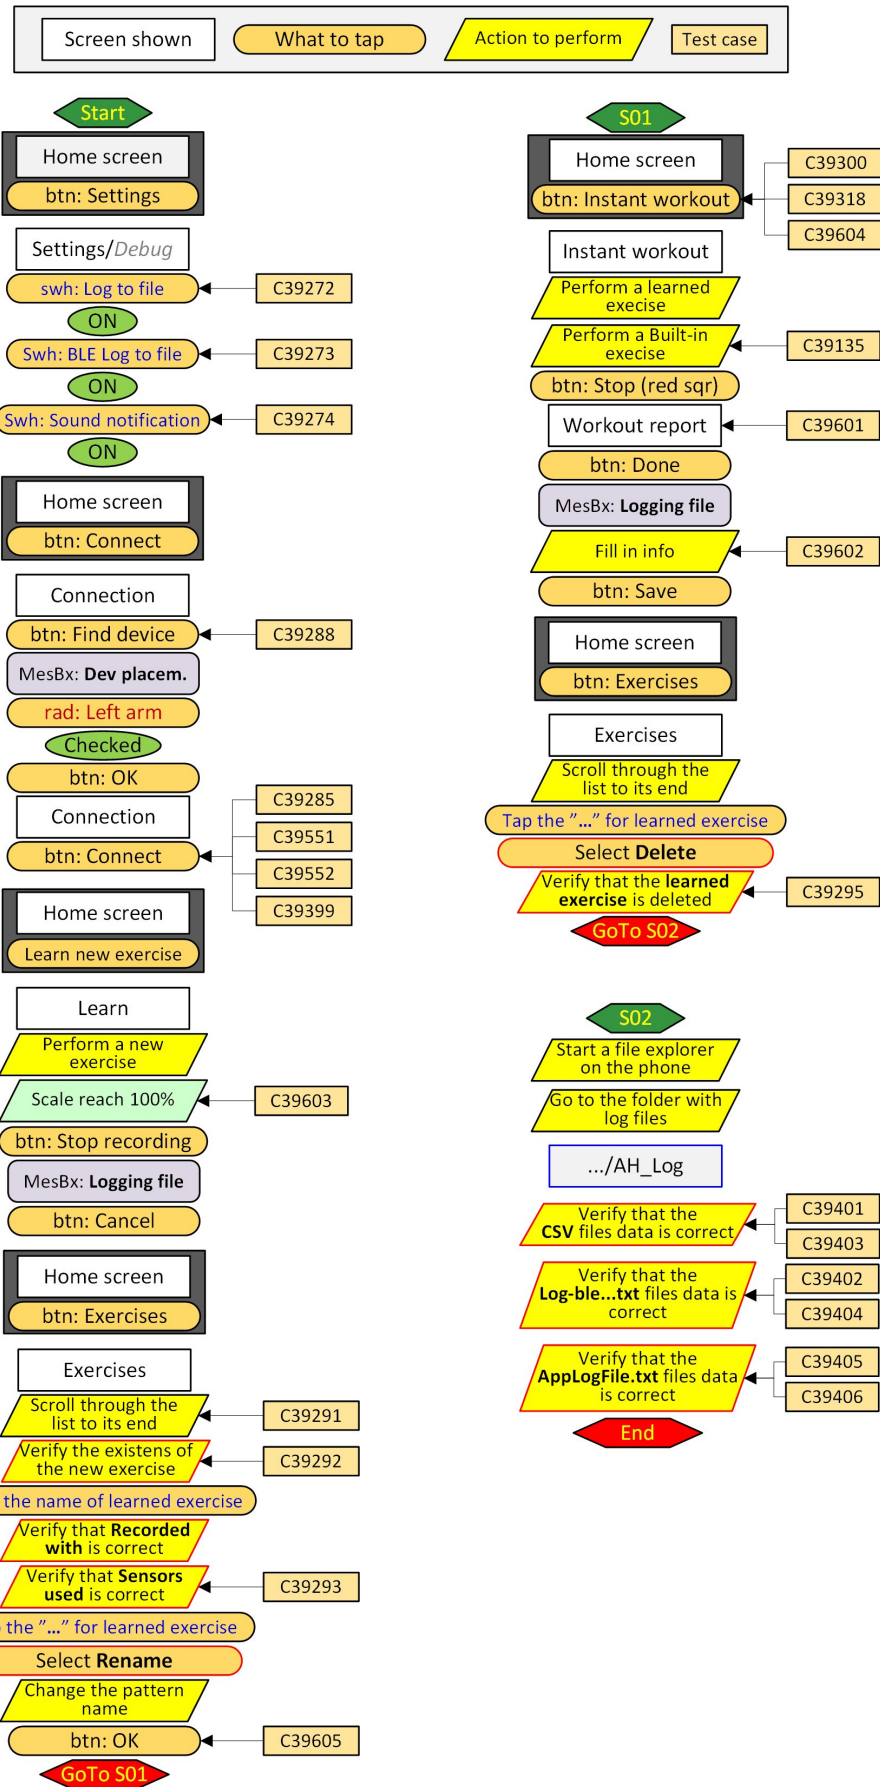 Screen shown
What to tap
Action to perform
Test case
Start
Home screen
btn: Settings
Settings/Debug
swh: Log to file
C39272
ON
Swh: BLE Log to file
C39273
ON
Swh: Sound notification
C39274
ON
Home screen
btn: Connect
Connection
btn: Find device
C39288
MesBx: Dev placem.
rad: Left arm
Checked
btn: OK
Connection
btn: Connect
C39285
C39551
C39552
C39399
Home screen
Learn new exercise
Learn
Perform a new
exercise
Scale reach 100%
C39603
btn: Stop recording
MesBx: Logging file
btn: Cancel
Home screen
btn: Exercises
Exercises
Scroll through the
list to its end
C39291
Verify the existens of
the new exercise
C39292
the name of learned exercise
Verify that Recorded
with is correct
Verify that Sensors
used is correct
C39293
the "..." for learned exercise
Select Rename
Change the pattern
name
btn: OK
C39605
GoTo S01
S01
Home screen
btn: Instant workout
C39300
C39318
C39604
Instant workout
Perform a learned
execise
Perform a Built-in
execise
C39135
btn: Stop (red sqr)
Workout report
C39601
btn: Done
MesBx: Logging file
Fill in info
C39602
btn: Save
Home screen
btn: Exercises
Exercises
Scroll through the
list to its end
Tap the "..." for learned exercise
Select Delete
Verify that the learned
exercise is deleted
C39295
GoTo S02
S02
Start a file explorer
on the phone
Go to the folder with
log files
.../AH_Log
Verify that the
CSV files data is correct
C39401
C39403
Verify that the
Log-ble...txt files data is
correct
C39402
C39404
Verify that the
AppLogFile.txt files data
is correct
C39405
C39406
End